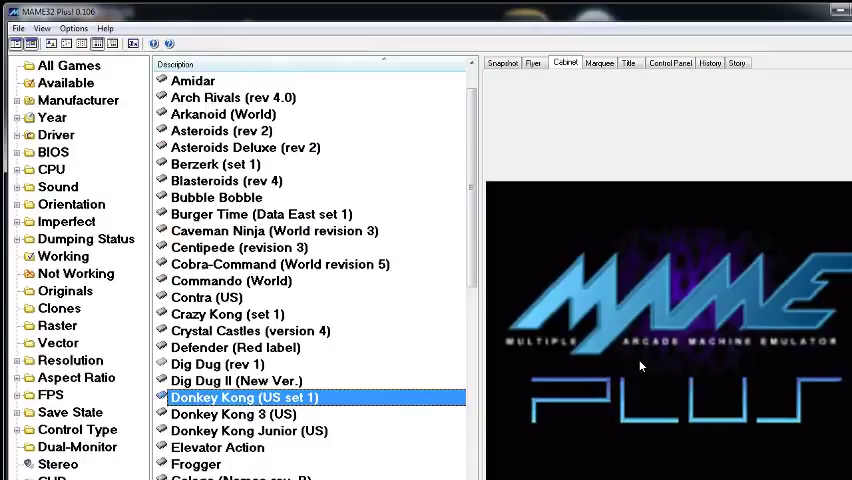 MAME32 Plus! 0.106
File View Options Help
Description
Snapshot Flyer Cabinet Marquee Title Control Panel History Story
All Games
Available
Manufacturer
Year
Driver
BIOS
CPU
Sound
Orientation
Imperfect
Dumping Status
Working
Not Working
Originals
Clones
Raster
Vector
Resolution
Aspect Ratio
FPS
Save State
Control Type
Dual-Monitor
Stereo
Amidar
Arch Rivals (rev 4.0)
Arkanoid (World)
Asteroids (rev 2)
Asteroids Deluxe (rev 2)
Berzerk (set 1)
Blasteroids (rev 4)
Bubble Bobble
Burger Time (Data East set 1)
Caveman Ninja (World revision 3)
Centipede (revision 3)
Cobra-Command (World revision 5)
Commando (World)
Contra (US)
Crazy Kong (set 1)
Crystal Castles (version 4)
Defender (Red label)
Dig Dug (rev 1)
Dig Dug II (New Ver.)
Donkey Kong (US set 1)
Donkey Kong 3 (US)
Donkey Kong Junior (US)
Elevator Action
Frogger
MAME
MULTIPLE ARCADE MACHINE EMULATOR
PLUS